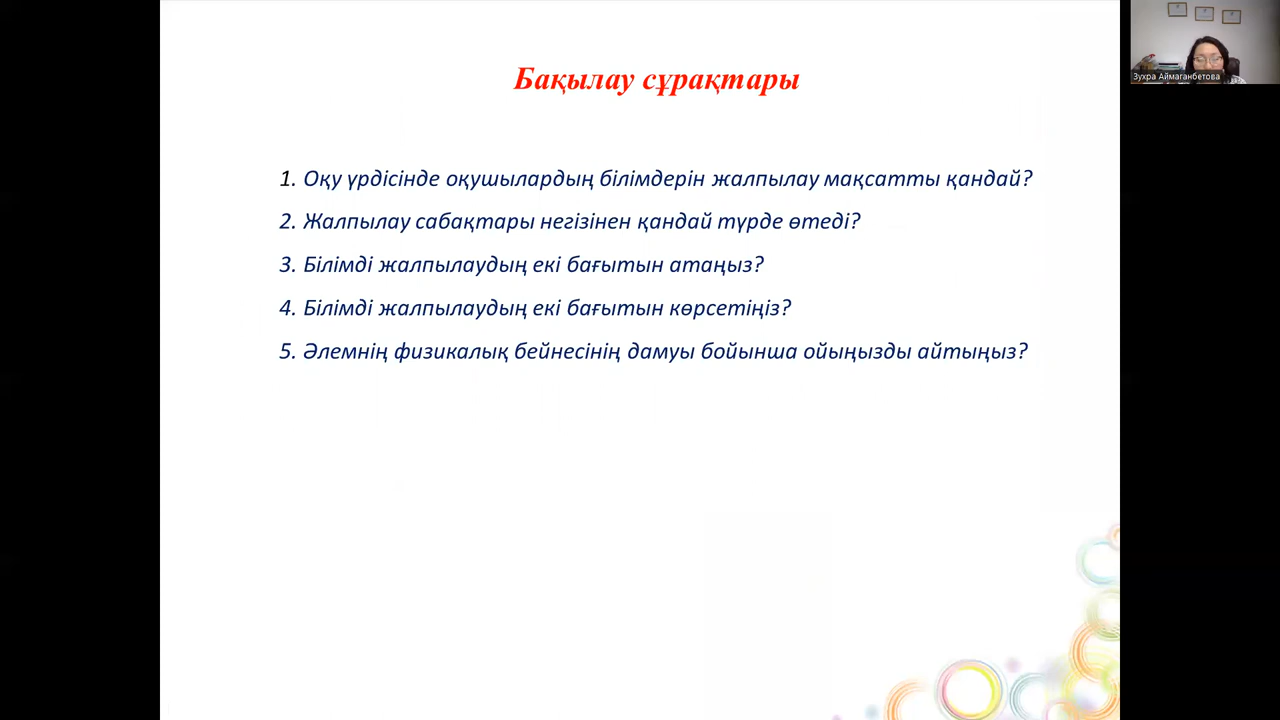 Бақылау сұрақтары
1. Оқу үрдісінде оқушылардың білімдерін жалпылау мақсатты қандай?
2. Жалпылау сабақтары негізінен қандай түрде өтеді?
3. Білімді жалпылаудың екі бағытын атаңыз?
4. Білімді жалпылаудың екі бағытын көрсетіңіз?
5. Әлемнің физикалық бейнесінің дамуы бойынша ойыңызды айтыңыз?
Зухра Аймаганбетова